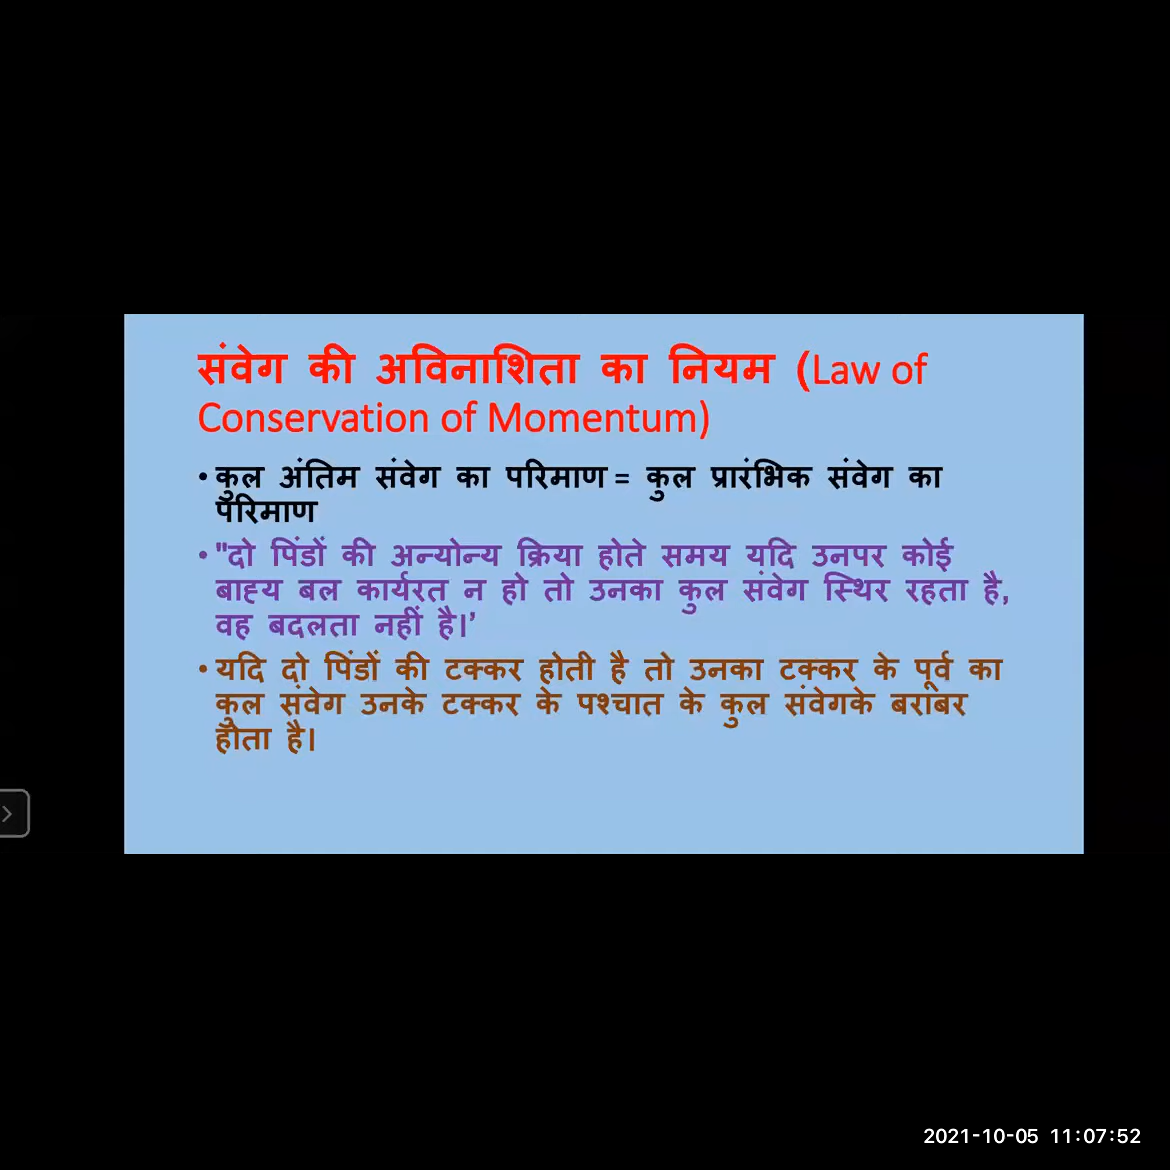 संवेग की अविनाशिता का नियम (Law of
Conservation of Momentum)
• कुल अंतिम संवेग का परिमाण = कुल प्रारंभिक संवेग का
परिमाण
• "दो पिंडों की अन्योन्य क्रिया होते समय यदि उनपर कोई
बाह्य बल कार्यरत न हो तो उनका कुल संवेग स्थिर रहता है,
वह बदलता नहीं है।’
• यदि दो पिंडों की टक्कर होती है तो उनका टक्कर के पूर्व का
कुल संवेग उनके टक्कर के पश्चात के कुल संवेगके बराबर
होता है।
2021-10-05 11:07:52